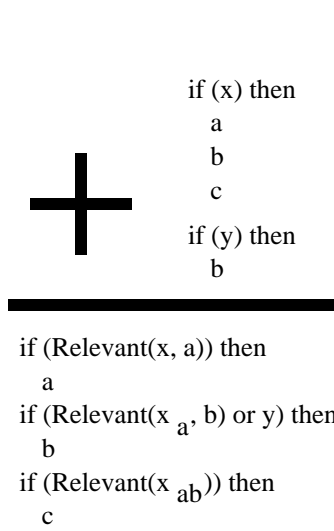 if (x) then
a
b
c
if (y) then
b
if (Relevant(x, a)) then
a
if (Relevant(x a, b) or y) then
b
if (Relevant(x ab)) then
c